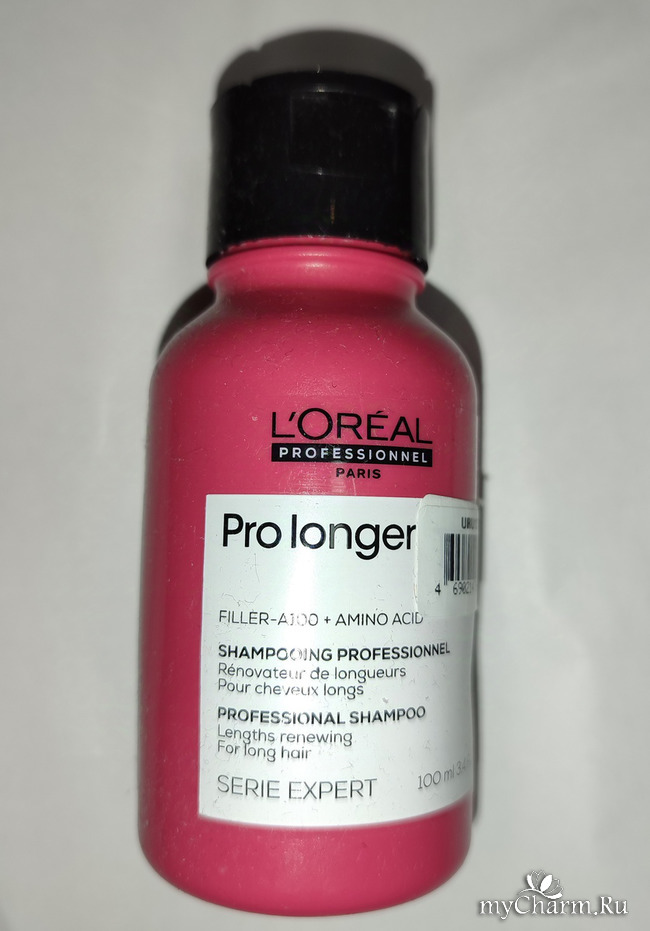 L'ORÉAL
PROFESSIONNEL
PARIS
Pro longer
FILLER-A100 + AMINO ACID
SHAMPOOING PROFESSIONNEL
Rénovateur de longueurs
Pour cheveux longs
PROFESSIONAL SHAMPOO
Lengths renewing
For long hair
SERIE EXPERT
100 ml
myCharm.Ru